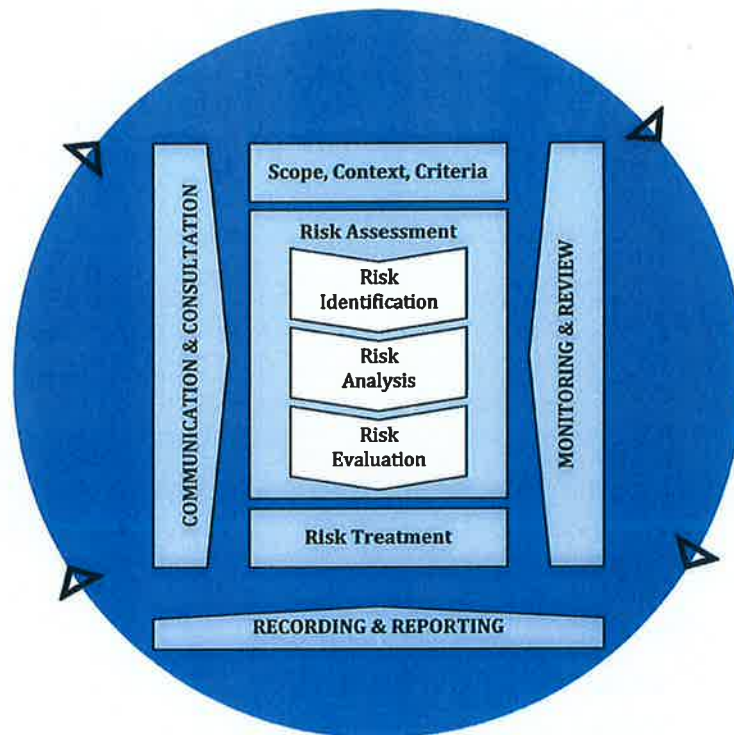 Scope, Context, Criteria
Risk Assessment
Risk
Identification
Risk
Analysis
Risk
Evaluation
Risk Treatment
COMMUNICATION & CONSULTATION
MONITORING & REVIEW
RECORDING & REPORTING